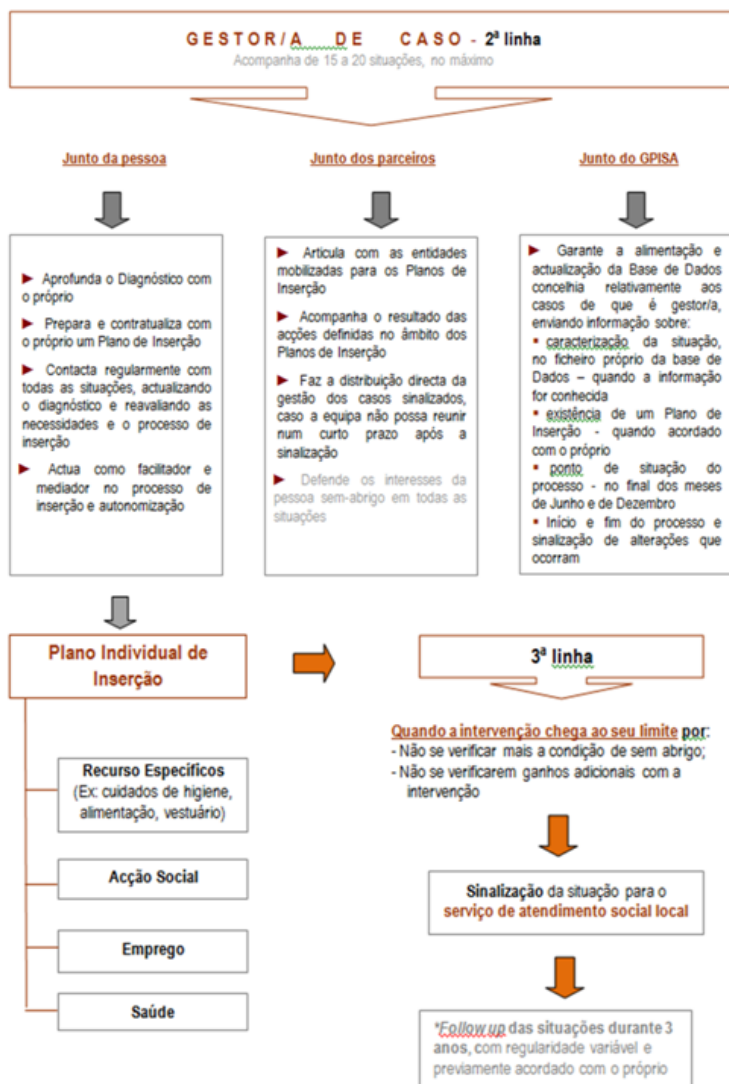 GESTOR/A DE CASO - 2ª linha
Acompanha de 15 a 20 situações, no máximo
Junto da pessoa
► Aprofunda o Diagnóstico com
o próprio
► Prepara e contratualiza com
o próprio um Plano de Inserção
► Contacta regularmente com
todas as situações, actualizando
o diagnóstico e reavaliando as
necessidades e o processo de
inserção
► Actua como facilitador e
mediador no processo de
inserção e autonomização
Junto dos parceiros
► Articula com as entidades
mobilizadas para os Planos de
Inserção
► Acompanha o resultado das
acções definidas no âmbito dos
Planos de Inserção
► Faz a distribuição directa da
gestão dos casos sinalizados,
caso a equipa não possa reunir
num curto prazo após a
sinalização
► Defende os interesses da
pessoa sem-abrigo em todas as
situações
Junto do GPISA
► Garante a alimentação e
actualização da Base de Dados
concelhia relativamente aos
casos de que é gestor/a,
enviando informação sobre:
▪ caracterização da situação,
no ficheiro próprio da base de
Dados – quando a informação
for conhecida
▪ existência de um Plano de
Inserção - quando acordado
com o próprio
▪ ponto de situação do
processo - no final dos meses
de Junho e de Dezembro
▪ Início e fim do processo e
sinalização de alterações que
ocorram
Plano Individual de
Inserção
Recurso Específicos
(Ex: cuidados de higiene,
alimentação, vestuário)
Acção Social
Emprego
Saúde
3ª linha
Quando a intervenção chega ao seu limite por:
- Não se verificar mais a condição de sem abrigo;
- Não se verificarem ganhos adicionais com a
intervenção
Sinalização da situação para o
serviço de atendimento social local
*Follow up das situações durante 3
anos, com regularidade variável e
previamente acordado com o próprio